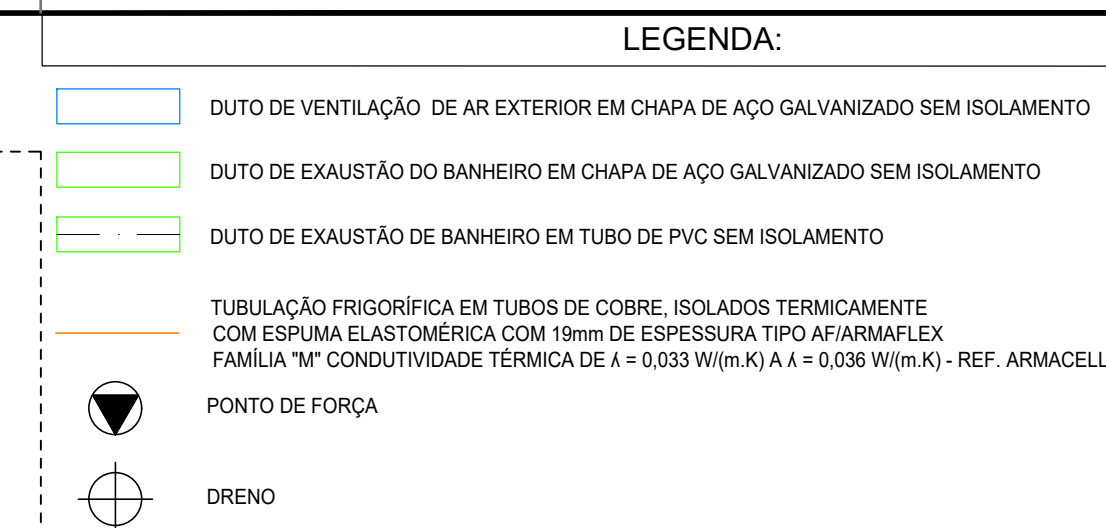 LEGENDA:
DUTO DE VENTILAÇÃO DE AR EXTERIOR EM CHAPA DE AÇO GALVANIZADO SEM ISOLAMENTO
DUTO DE EXAUSTÃO DO BANHEIRO EM CHAPA DE AÇO GALVANIZADO SEM ISOLAMENTO
DUTO DE EXAUSTÃO DE BANHEIRO EM TUBO DE PVC SEM ISOLAMENTO
TUBULAÇÃO FRIGORÍFICA EM TUBOS DE COBRE, ISOLADOS TERMICAMENTE
COM ESPUMA ELASTOMÉRICA COM 19mm DE ESPESSURA TIPO AF/ARMAFLEX
FAMÍLIA "M" CONDUTIVIDADE TÉRMICA DE ʎ = 0,033 W/(m.K) A ʎ = 0,036 W/(m.K) - REF. ARMACELL
PONTO DE FORÇA
DRENO